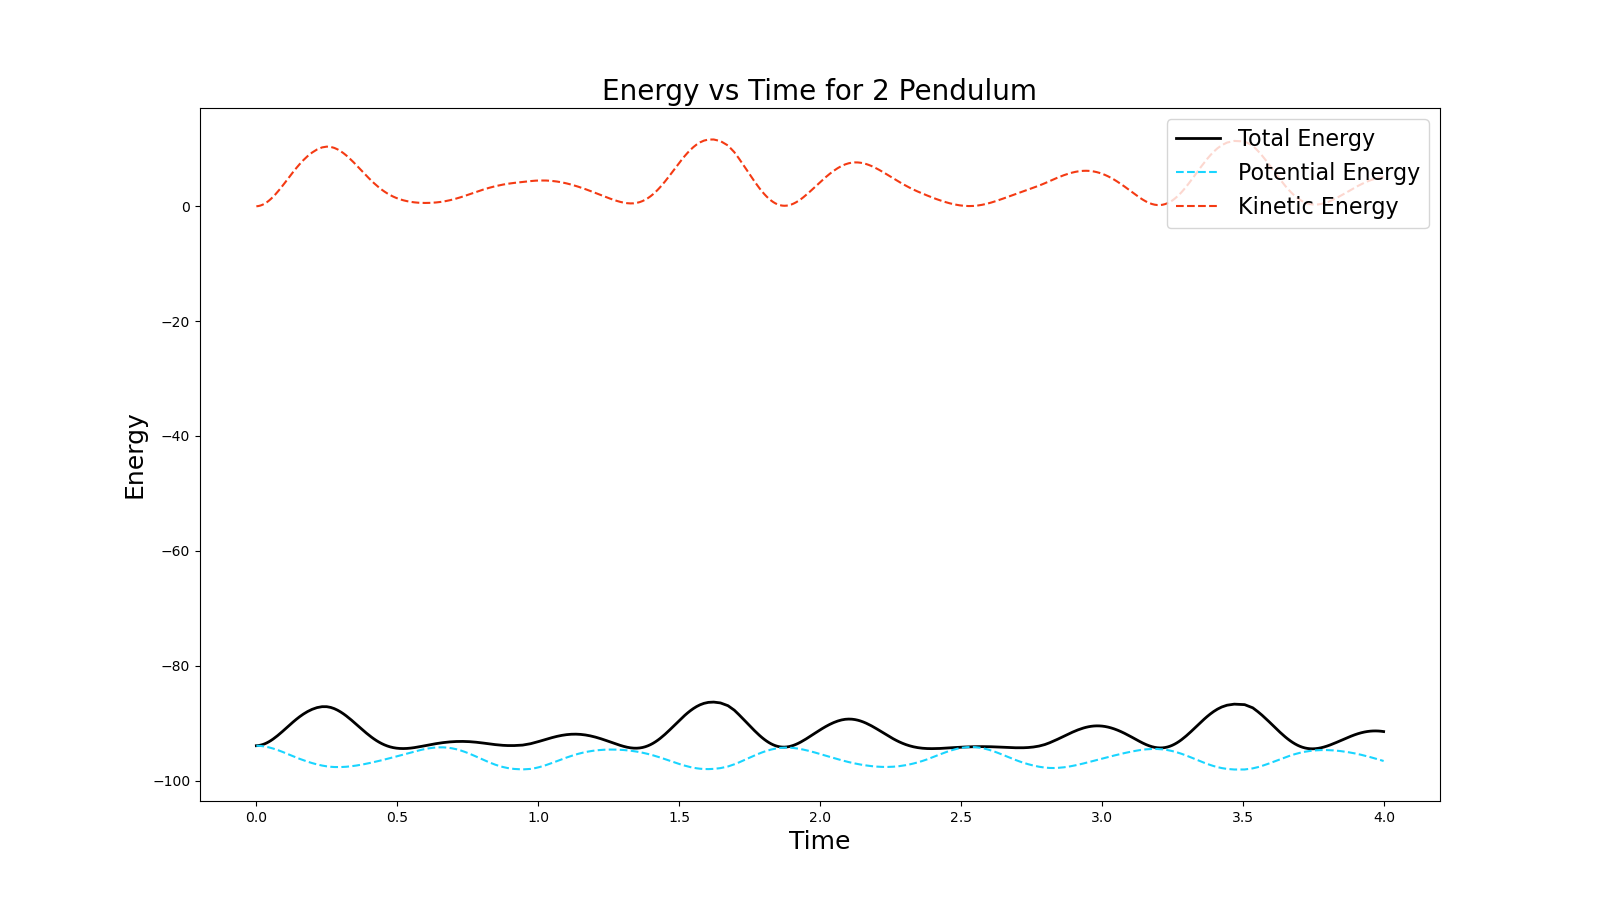 Energy vs Time for 2 Pendulum
Total Energy
Potential Energy
Kinetic Energy
0
−20
−40
−60
−80
−100
Energy
0.0 0.5 1.0 1.5 2.0 2.5 3.0 3.5 4.0
Time